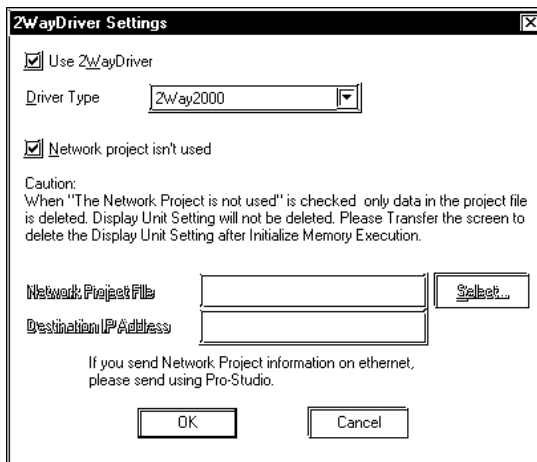 2WayDriver Settings
Use 2WayDriver
Driver Type 2Way2000
Network project isn't used
Caution:
When "The Network Project is not used" is checked only data in the project file
is deleted. Display Unit Setting will not be deleted. Please Transfer the screen to
delete the Display Unit Setting after Initialize Memory Execution.
Network Project File Select...
Destination IP Address
If you send Network Project information on ethernet,
please send using Pro-Studio.
OK Cancel